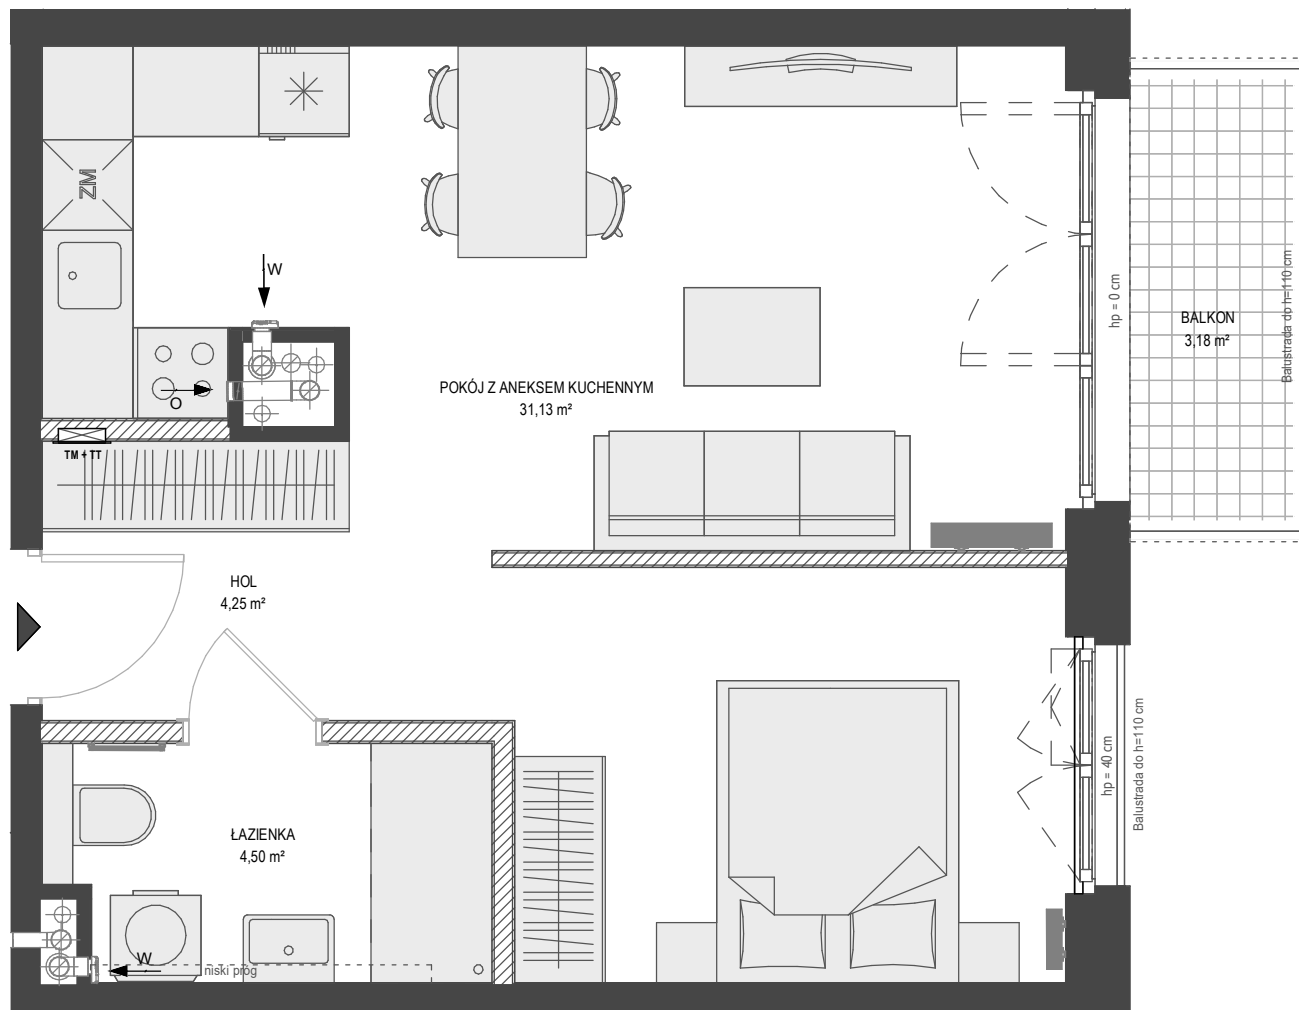 ZM
W
O
TM + TT
POKÓJ Z ANEKSEM KUCHENNYM
31,13 m²
hp = 0 cm
BALKON
3,18 m²
Balustrada do h=110 cm
HOL
4,25 m²
ŁAZIENKA
4,50 m²
W
niski próg
hp = 40 cm
Balustrada do h=110 cm